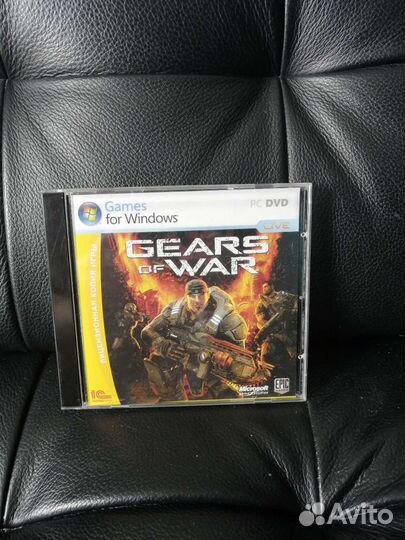 Games
for Windows
PC DVD
LIVE
GEARS
OF WAR
ЛИЦЕНЗИОННАЯ КОПИЯ ИГРЫ
1С
Microsoft
EPIC
Avito